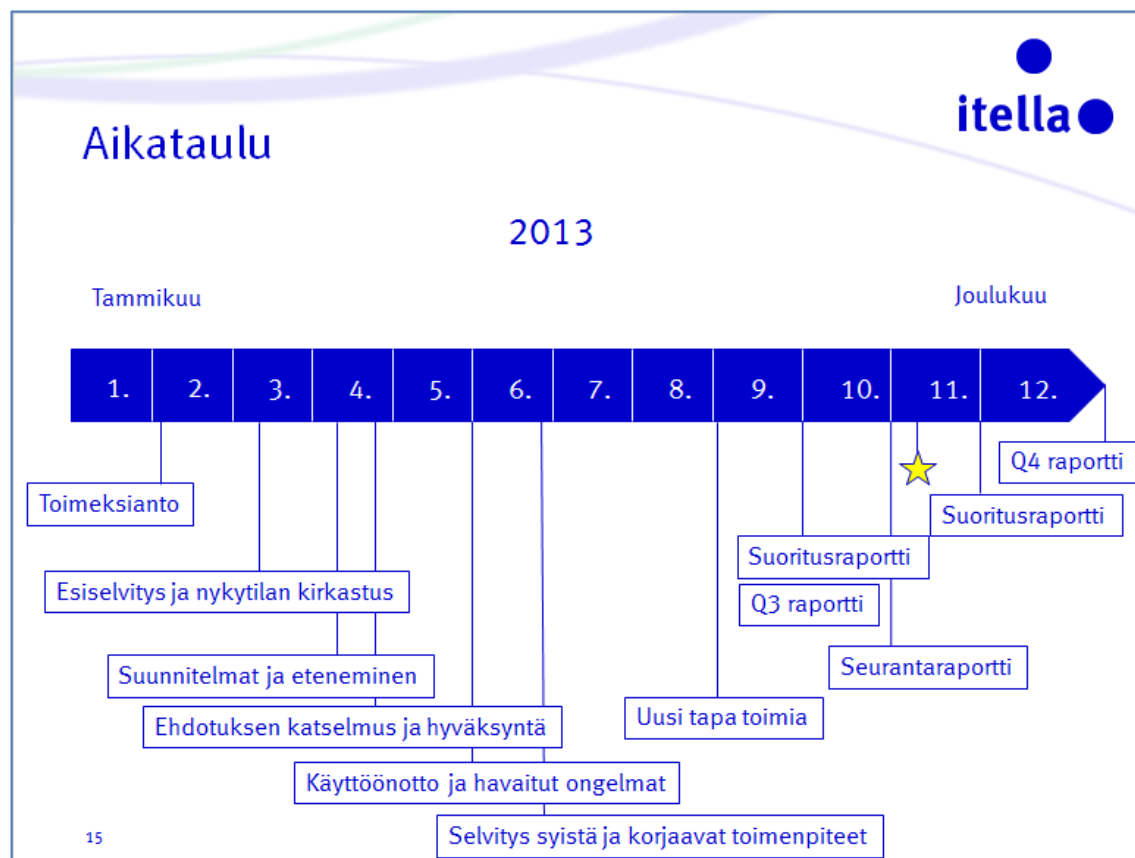 itella
Aikataulu
2013
Tammikuu
Joulukuu
1. 2. 3. 4. 5. 6. 7. 8. 9. 10. 11. 12.
Q4 raportti
Toimeksianto
Suoritusraportti
Suoritusraportti
Esiselvitys ja nykytilan kirkastus
Q3 raportti
Suunnitelmat ja eteneminen
Seurantaraportti
Ehdotuksen katselmus ja hyväksyntä
Uusi tapa toimia
Käyttöönotto ja havaitut ongelmat
Selvitys syistä ja korjaavat toimenpiteet
15